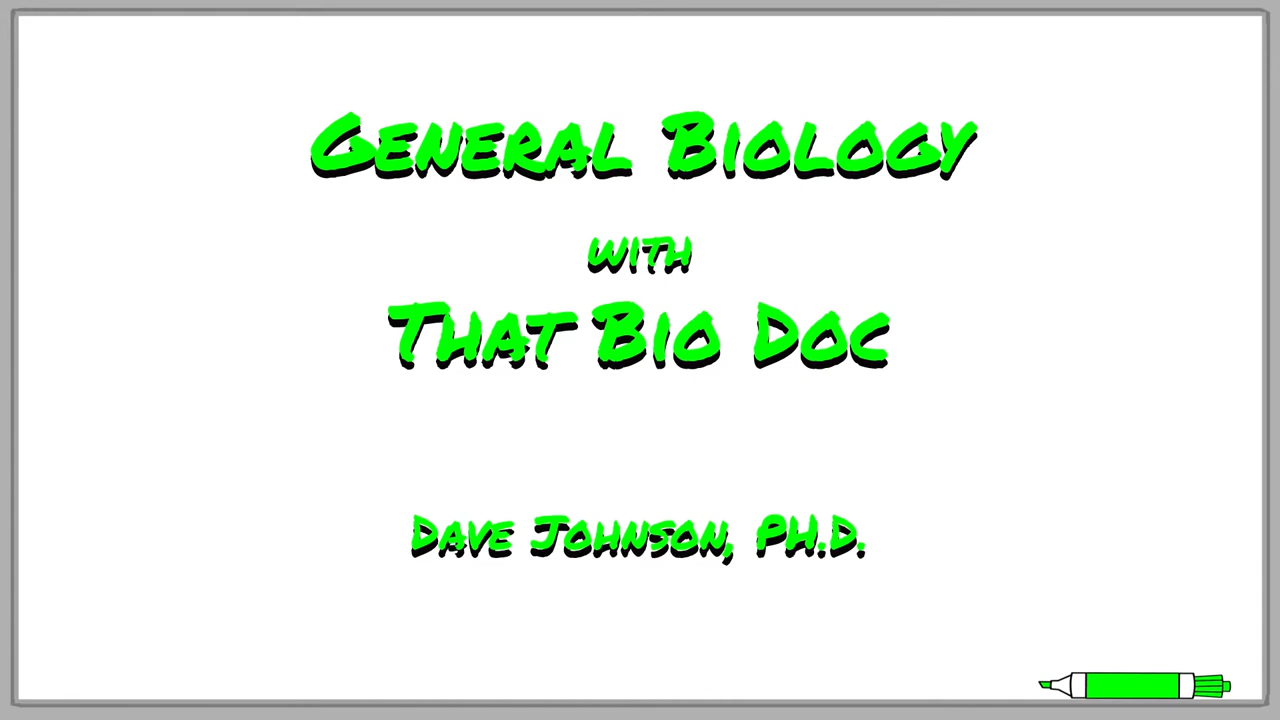 General Biology
with
That Bio Doc
Dave Johnson, PH.D.